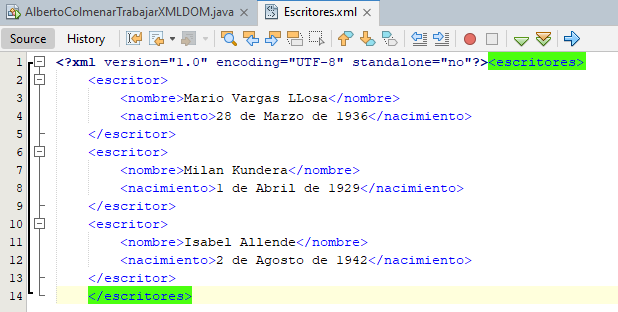 AlbertoColmenarTrabajarXMLDOM.java Escritores.xml
Source History
1 <?xml version="1.0" encoding="UTF-8" standalone="no"?><escritores>
2 <escritor>
3 <nombre>Mario Vargas LLosa</nombre>
4 <nacimiento>28 de Marzo de 1936</nacimiento>
5 </escritor>
6 <escritor>
7 <nombre>Milan Kundera</nombre>
8 <nacimiento>1 de Abril de 1929</nacimiento>
9 </escritor>
10 <escritor>
11 <nombre>Isabel Allende</nombre>
12 <nacimiento>2 de Agosto de 1942</nacimiento>
13 </escritor>
14 </escritores>